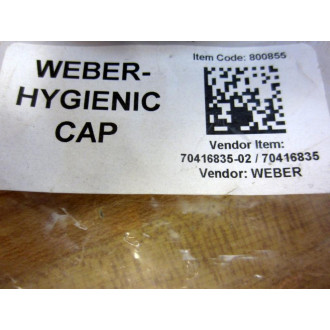 WEBER-
HYGIENIC
CAP
Item Code: 800855
Vendor Item:
70416835-02 / 70416835
Vendor: WEBER